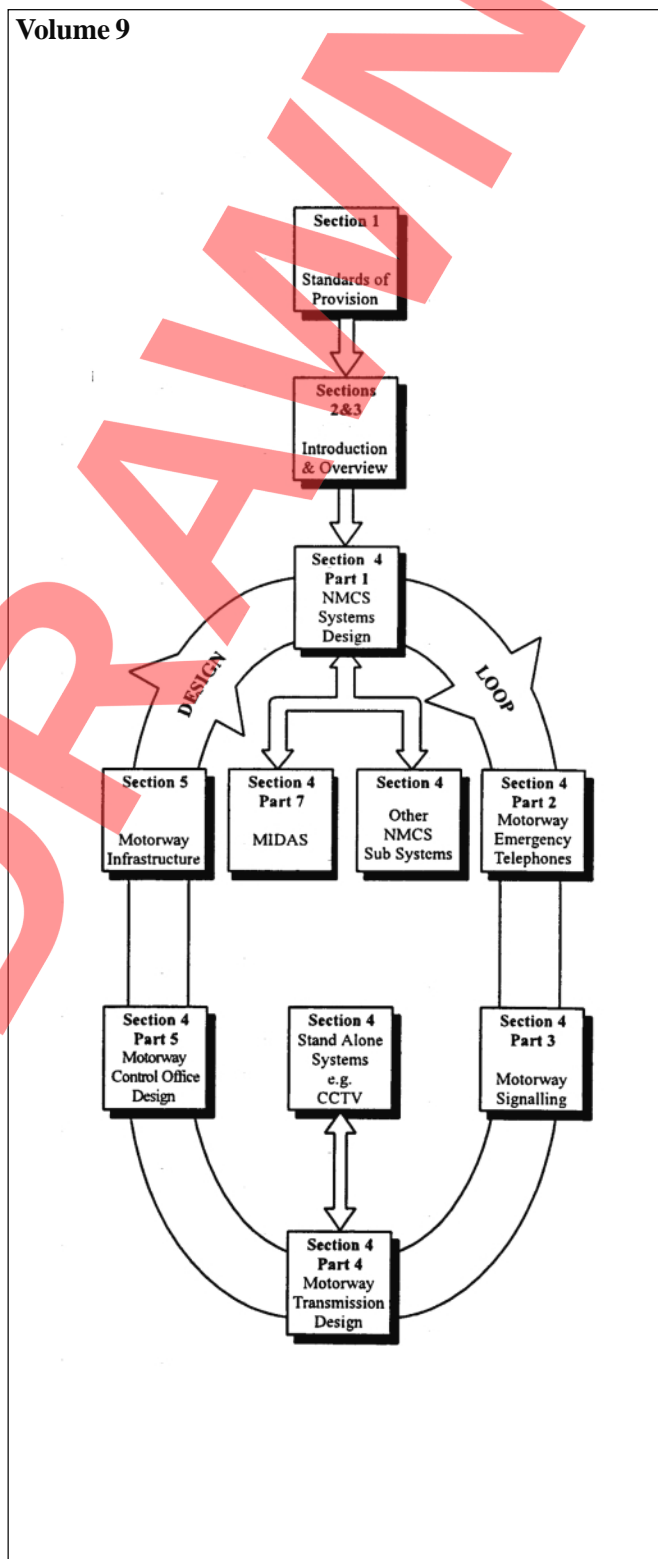 Volume 9
Section 1
Standards of
Provision
Sections
2&3
Introduction
& Overview
Section 4
Part 1
NMCS
Systems
Design
DESIGN
LOOP
Section 5
Motorway
Infrastructure
Section 4
Part 7
MIDAS
Section 4
Other
NMCS
Sub Systems
Section 4
Part 2
Motorway
Emergency
Telephones
Section 4
Part 5
Motorway
Control Office
Design
Section 4
Stand Alone
Systems
e.g.
CCTV
Section 4
Part 3
Motorway
Signalling
Section 4
Part 4
Motorway
Transmission
Design
DRAWN